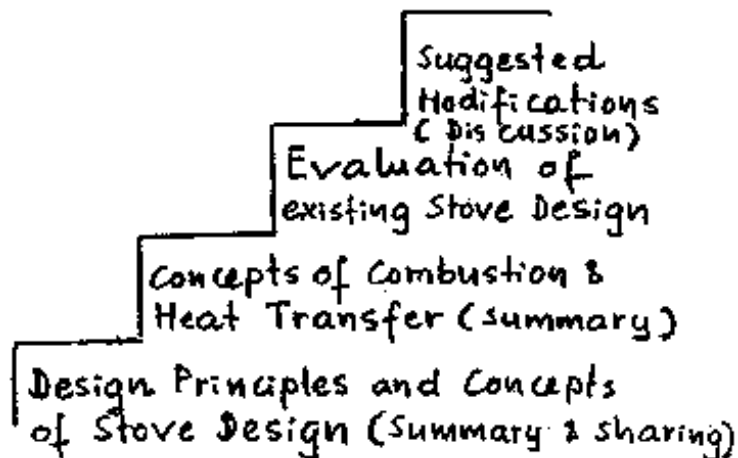 Suggested
Modifications
(Discussion)
Evaluation of
existing Stove Design
Concepts of Combustion &
Heat Transfer (Summary)
Design Principles and Concepts
of Stove Design (Summary & sharing)